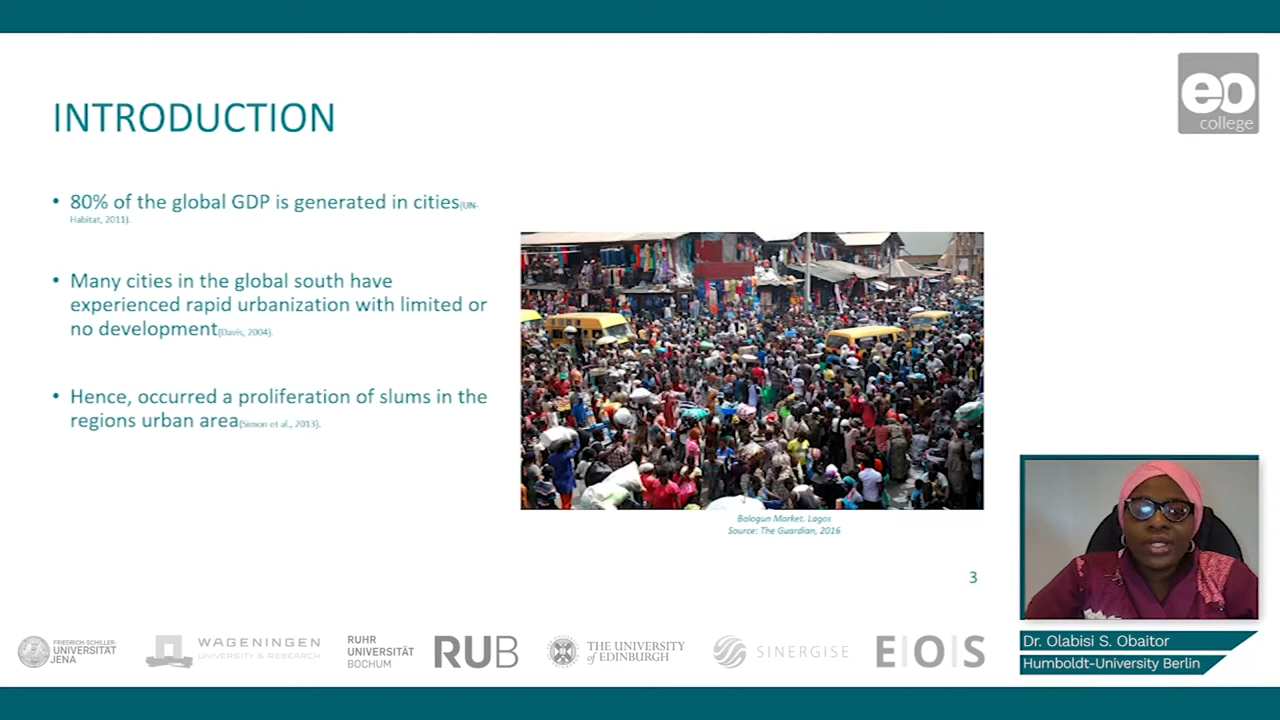 eo
college
INTRODUCTION
• 80% of the global GDP is generated in cities(UN-
Habitat, 2011).
• Many cities in the global south have
experienced rapid urbanization with limited or
no development(Davis, 2004).
• Hence, occurred a proliferation of slums in the
regions urban area(Simon et al., 2013).
Balogun Market, Lagos
Source: The Guardian, 2016
3
FRIEDRICH-SCHILLER-
UNIVERSITÄT
JENA
WAGENINGEN
UNIVERSITY & RESEARCH
RUHR
UNIVERSITÄT
BOCHUM
RUB
THE UNIVERSITY
of EDINBURGH
SINERGISE
E|O|S
Dr. Olabisi S. Obaitor
Humboldt-University Berlin